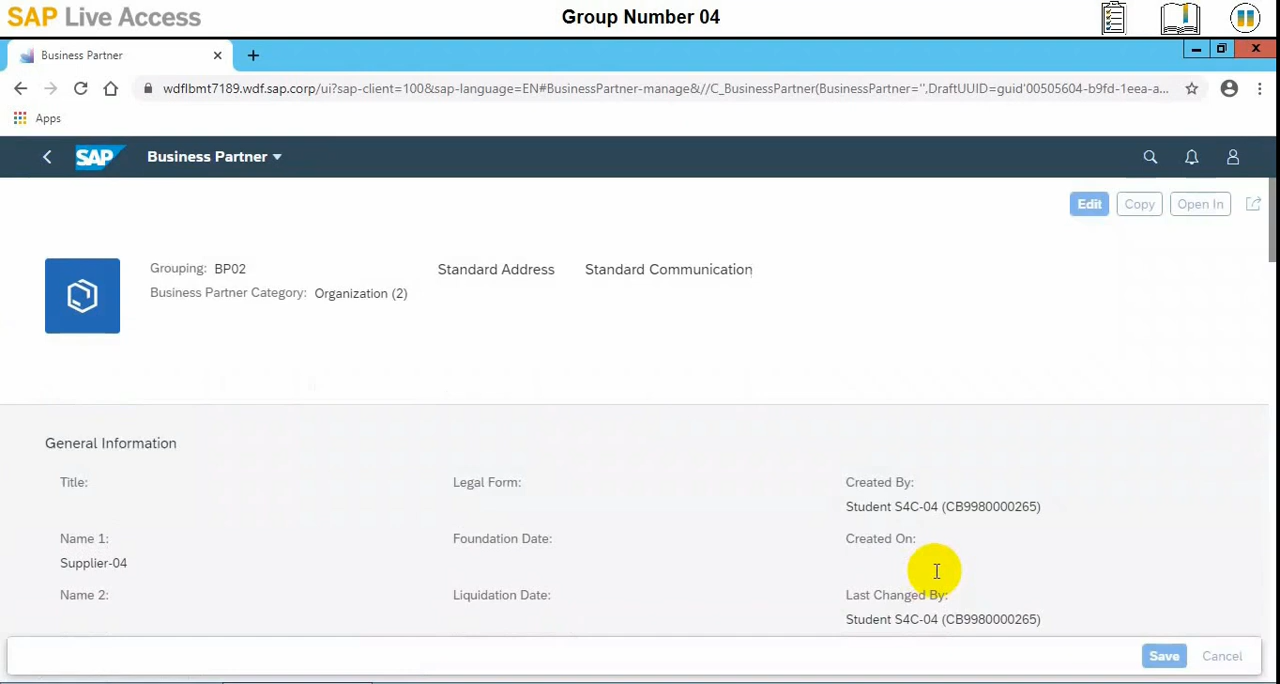 SAP Live Access
Group Number 04
Business Partner
wdflbmt7189.wdf.sap.corp/ui?sap-client=100&sap-language=EN#BusinessPartner-manage&//C_BusinessPartner(BusinessPartner='',DraftUUID=guid'00505604-b9fd-1eea-a...
Apps
SAP Business Partner
Edit Copy Open In
Grouping: BP02 Standard Address Standard Communication
Business Partner Category: Organization (2)
General Information
Title: Legal Form: Created By:
Student S4C-04 (CB9980000265)
Name 1: Foundation Date: Created On:
Supplier-04
Name 2: Liquidation Date: Last Changed By:
Student S4C-04 (CB9980000265)
Save Cancel